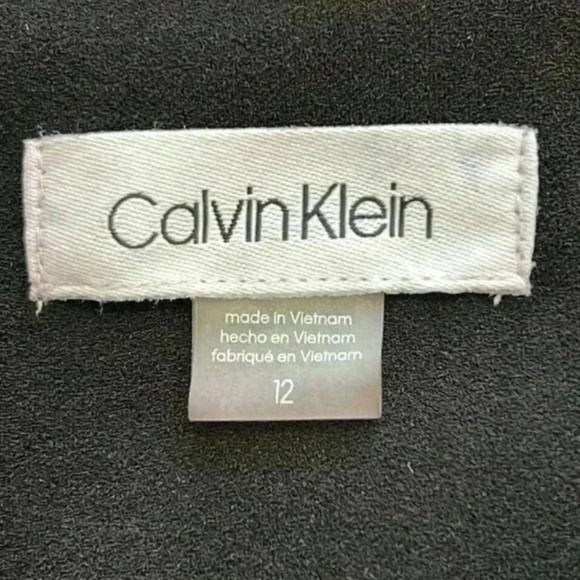 Calvin Klein
made in Vietnam
hecho en Vietnam
fabriqué en Vietnam
12